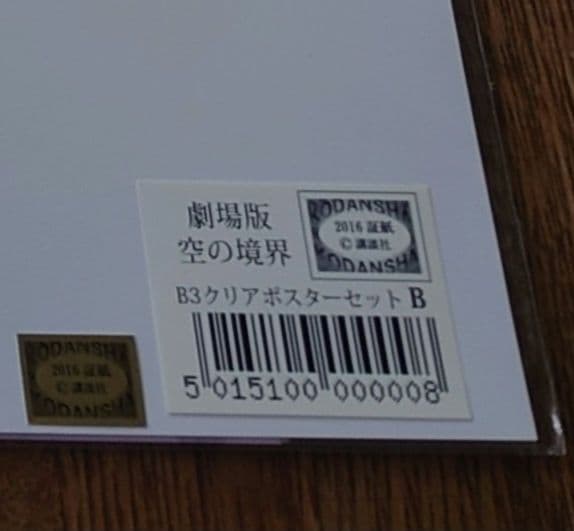 劇場版
空の境界
KODANSHA
2016 証紙
©講談社
KODANSHA
B3クリアポスターセット B
5 015100 000008
KODANSHA
2016 証紙
©講談社
KODANSHA